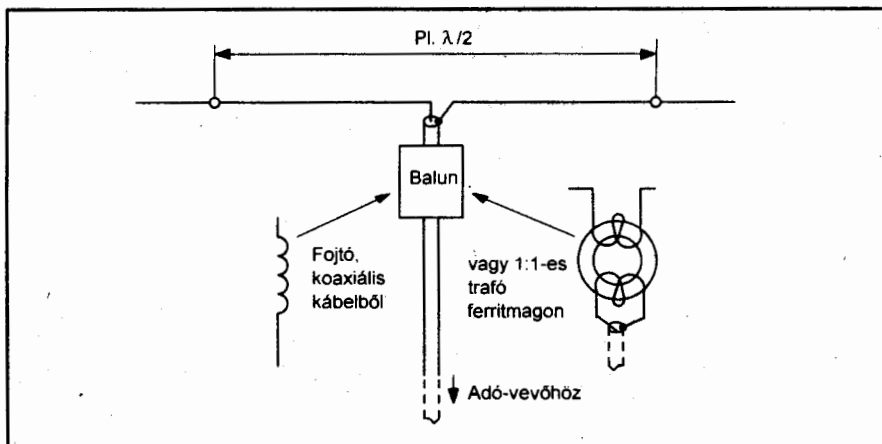 Pl. λ/2
Balun
Fojtó,
koaxiális
kábelből
vagy 1:1-es
trafó
ferritmagon
Adó-vevőhöz